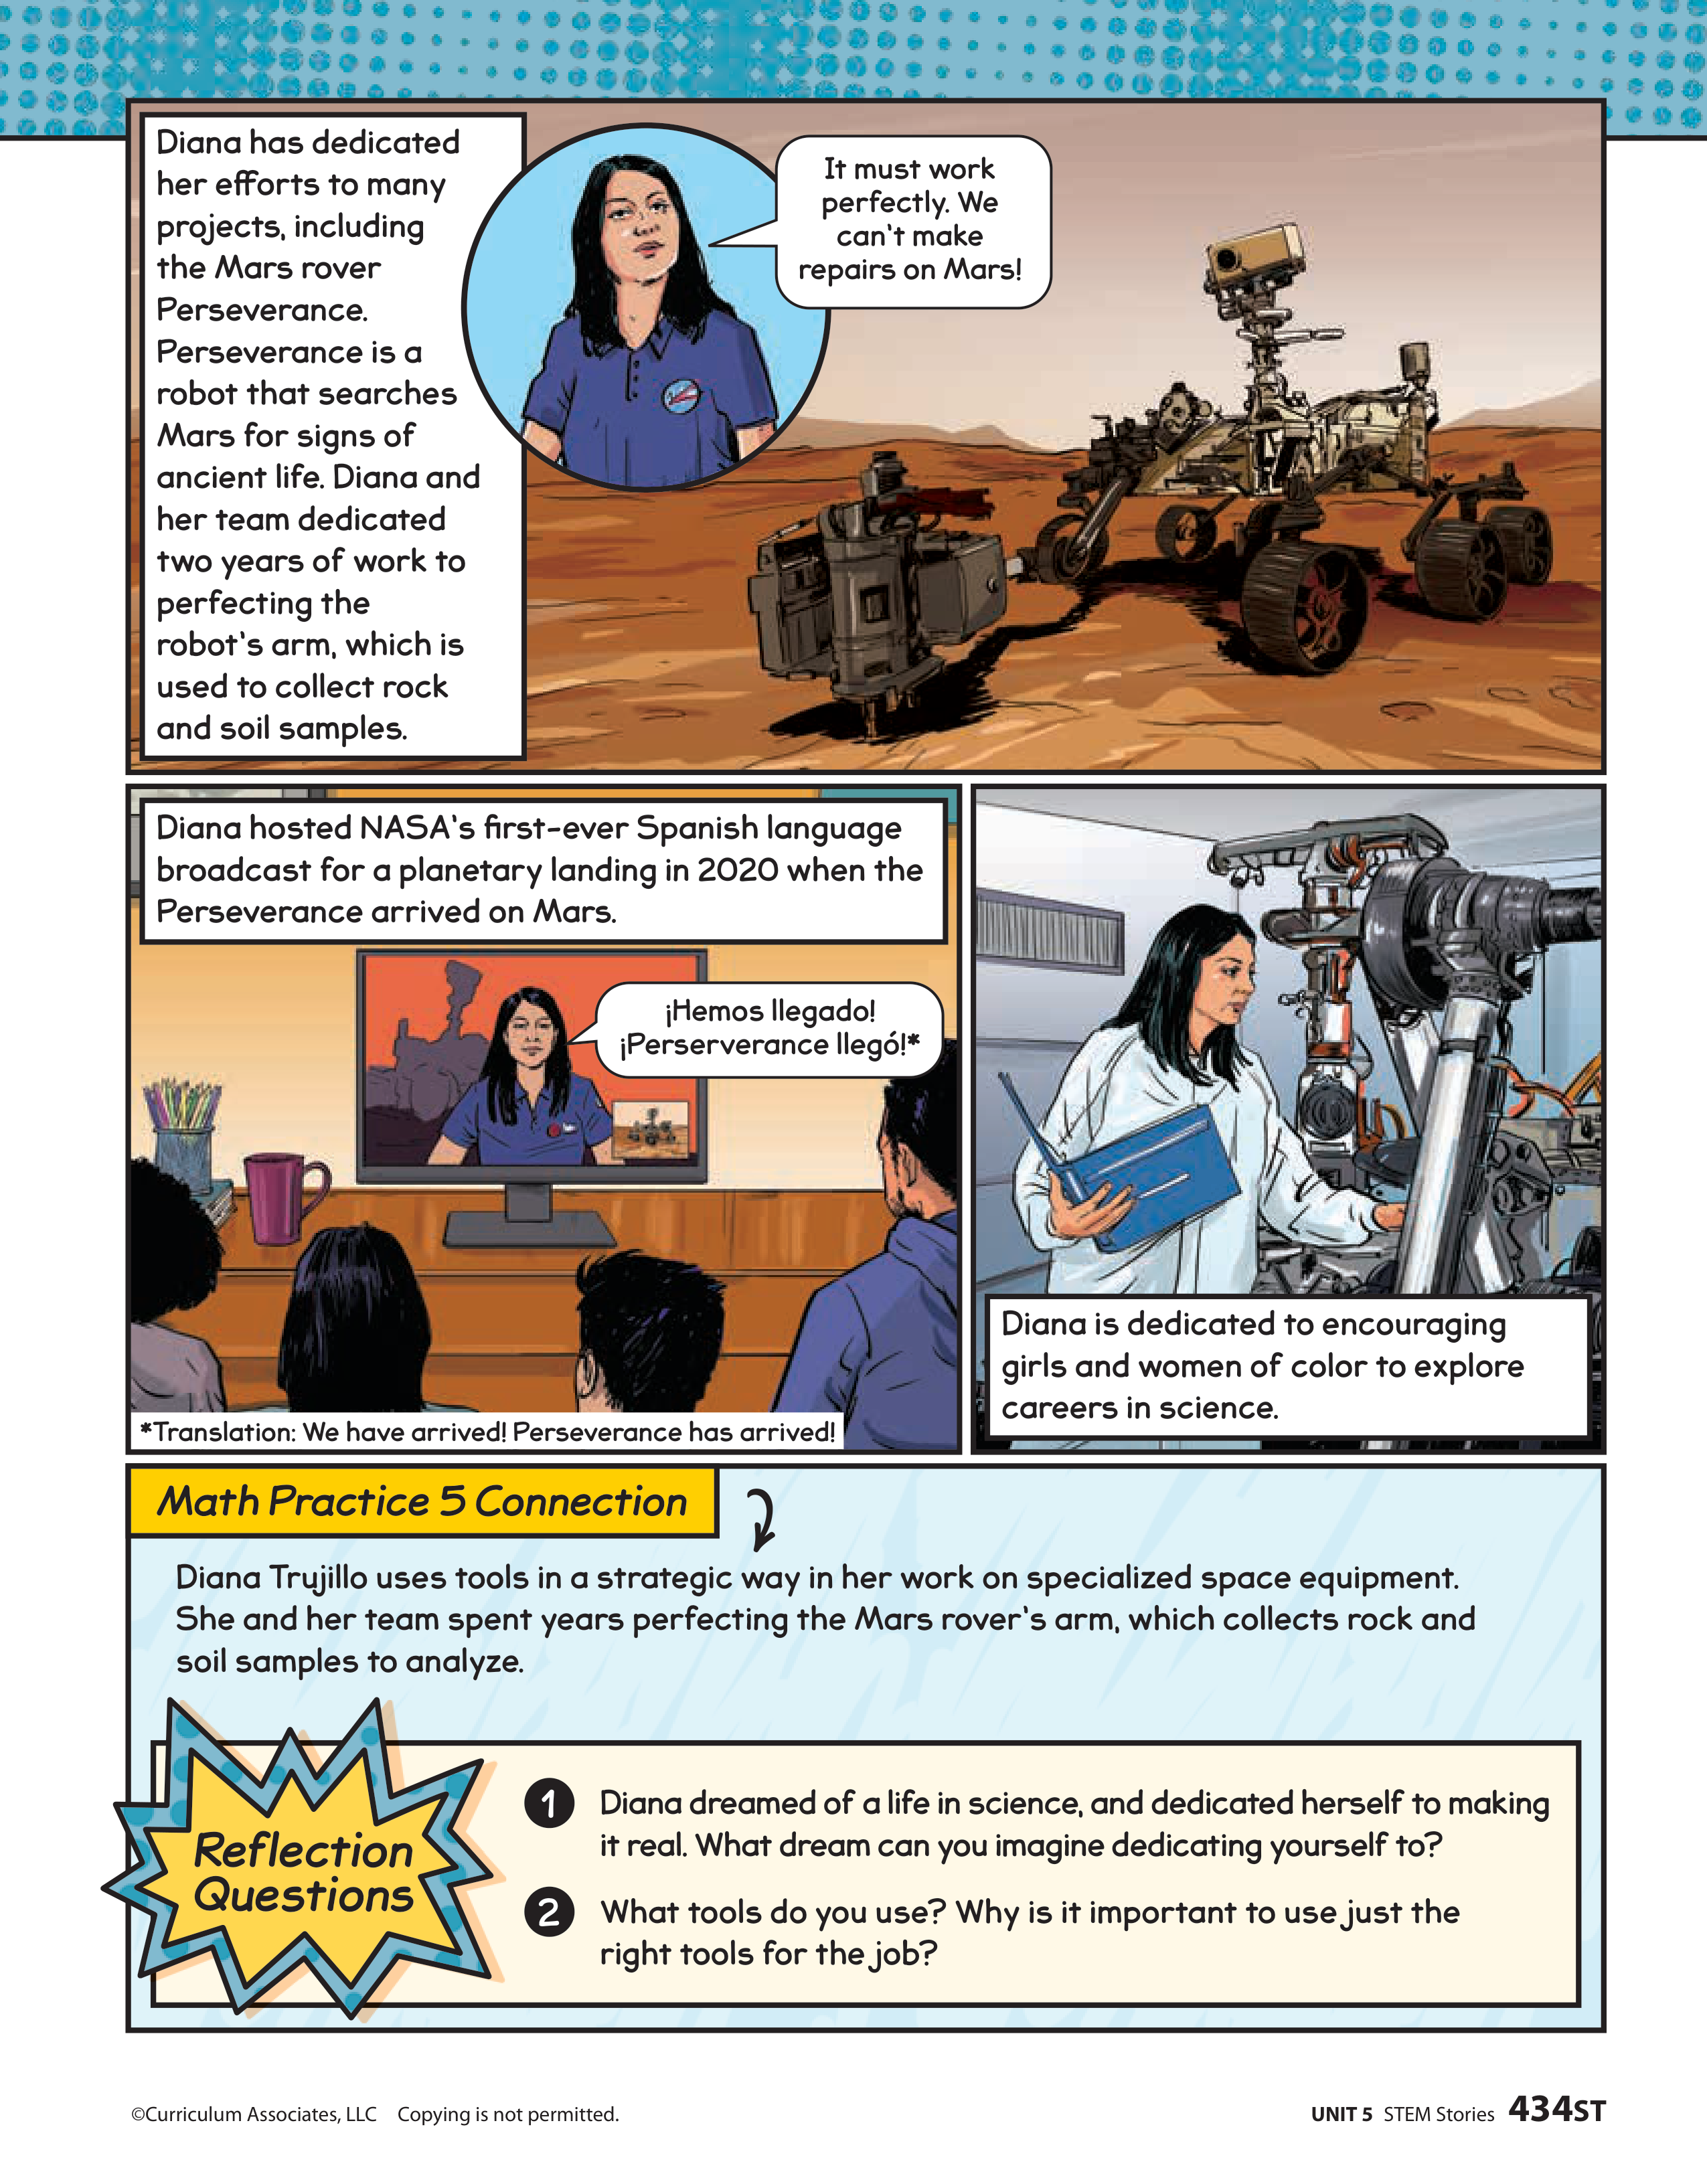 Diana has dedicated
her efforts to many
projects, including
the Mars rover
Perseverance.
Perseverance is a
robot that searches
Mars for signs of
ancient life. Diana and
her team dedicated
two years of work to
perfecting the
robot's arm, which is
used to collect rock
and soil samples.
It must work
perfectly. We
can't make
repairs on Mars!
Diana hosted NASA's first-ever Spanish language
broadcast for a planetary landing in 2020 when the
Perseverance arrived on Mars.
¡Hemos llegado!
¡Perserverance llegó!*
*Translation: We have arrived! Perseverance has arrived!
Diana is dedicated to encouraging
girls and women of color to explore
careers in science.
Math Practice 5 Connection
Diana Trujillo uses tools in a strategic way in her work on specialized space equipment.
She and her team spent years perfecting the Mars rover's arm, which collects rock and
soil samples to analyze.
Reflection
Questions
1 Diana dreamed of a life in science, and dedicated herself to making
it real. What dream can you imagine dedicating yourself to?
2 What tools do you use? Why is it important to use just the
right tools for the job?
©Curriculum Associates, LLC Copying is not permitted.
UNIT 5 STEM Stories 434ST